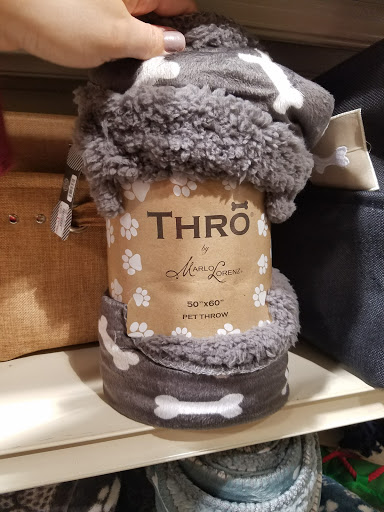 THRO
by
MARLO LORENZ
50"x60"
PET THROW